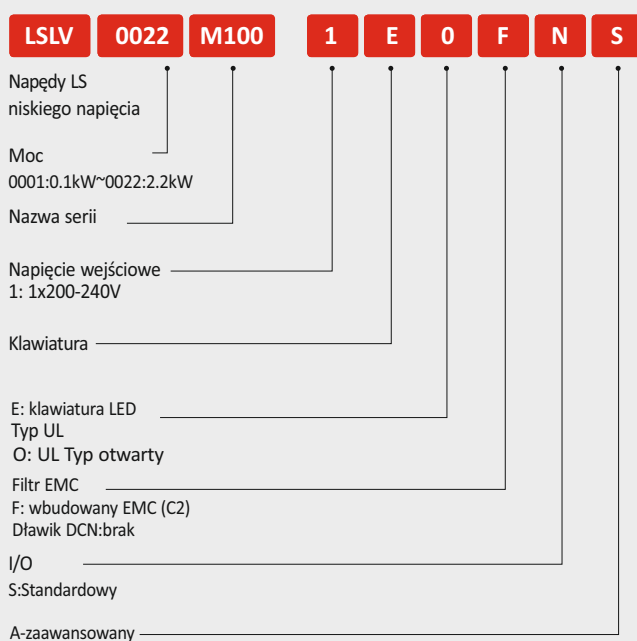 LSLV 0022 M100 1 E 0 F N S
Napędy LS
niskiego napięcia
Moc
0001:0.1kW~0022:2.2kW
Nazwa serii
Napięcie wejściowe
1: 1x200-240V
Klawiatura
E: klawiatura LED
Typ UL
O: UL Typ otwarty
Filtr EMC
F: wbudowany EMC (C2)
Dławik DCN:brak
I/O
S:Standardowy
A-zaawansowany